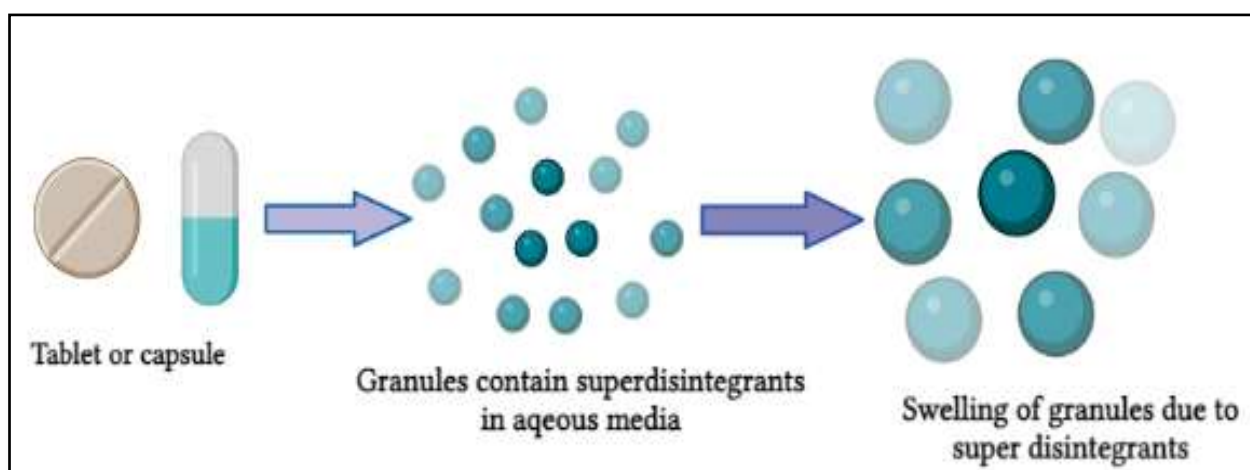 Tablet or capsule
Granules contain superdisintegrants
in aqeous media
Swelling of granules due to
super disintegrants